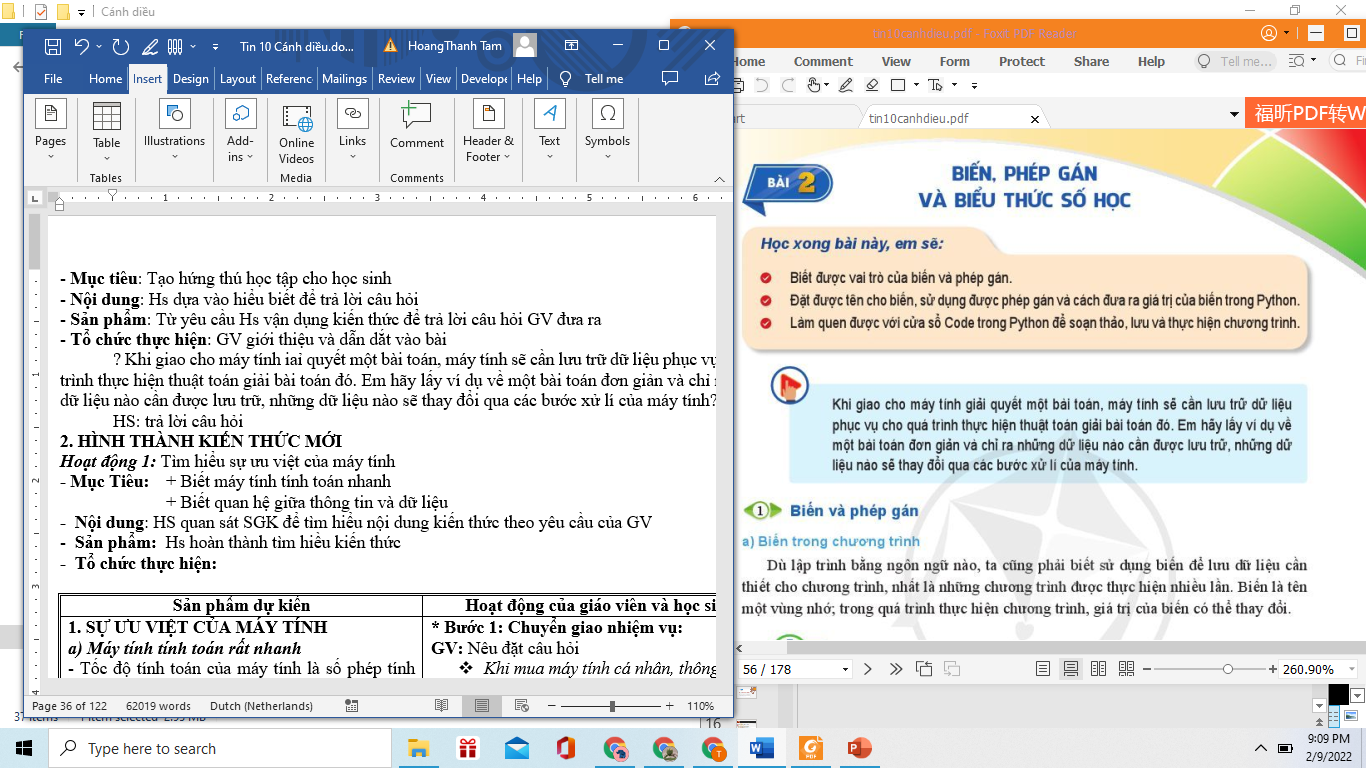 Cánh diều
Tin 10 Cánh diều.do...
HoangThanh Tam
File Home Insert Design Layout Referenc Mailings Review View Develope Help Tell me
Pages
Table
Illustrations
Add-
ins
Online
Videos
Links
Comment
Header &
Footer
Text
Symbols
Tables
Media
Comments
1 2 3 4 5 6
- Mục tiêu: Tạo hứng thú học tập cho học sinh
- Nội dung: Hs dựa vào hiểu biết để trả lời câu hỏi
- Sản phẩm: Từ yêu cầu Hs vận dụng kiến thức để trả lời câu hỏi GV đưa ra
- Tổ chức thực hiện: GV giới thiệu và dẫn dắt vào bài
? Khi giao cho máy tính iaỉ quyết một bài toán, máy tính sẽ cần lưu trữ dữ liệu phục vụ
trình thực hiện thuật toán giải bài toán đó. Em hãy lấy ví dụ về một bài toán đơn giản và chỉ
dữ liệu nào cần được lưu trữ, những dữ liệu nào sẽ thay đổi qua các bước xử lí của máy tính?
HS: trả lời câu hỏi
2. HÌNH THÀNH KIẾN THỨC MỚI
Hoạt động 1: Tìm hiểu sự ưu việt của máy tính
- Mục Tiêu: + Biết máy tính tính toán nhanh
+ Biết quan hệ giữa thông tin và dữ liệu
- Nội dung: HS quan sát SGK để tìm hiểu nội dung kiến thức theo yêu cầu của GV
- Sản phẩm: Hs hoàn thành tìm hiểu kiến thức
- Tổ chức thực hiện:
Sản phẩm dự kiến
Hoạt động của giáo viên và học si
1. SỰ ƯU VIỆT CỦA MÁY TÍNH
a) Máy tính tính toán rất nhanh
- Tốc độ tính toán của máy tính là số phép tính
* Bước 1: Chuyển giao nhiệm vụ:
GV: Nêu đặt câu hỏi
❖ Khi mua máy tính cá nhân, thông
Page 36 of 122 62019 words Dutch (Netherlands) 110%
tin10canhdieu.pdf - Foxit PDF Reader
Home Comment View Form Protect Share Help Tell me... Fi
art
tin10canhdieu.pdf
福昕PDF转W
BÀI 2
BIẾN, PHÉP GÁN
VÀ BIỂU THỨC SỐ HỌC
Học xong bài này, em sẽ:
Biết được vai trò của biến và phép gán.
Đặt được tên cho biến, sử dụng được phép gán và cách đưa ra giá trị của biến trong Python.
Làm quen được với cửa sổ Code trong Python để soạn thảo, lưu và thực hiện chương trình.
Khi giao cho máy tính giải quyết một bài toán, máy tính sẽ cần lưu trữ dữ liệu
phục vụ cho quá trình thực hiện thuật toán giải bài toán đó. Em hãy lấy ví dụ về
một bài toán đơn giản và chỉ ra những dữ liệu nào cần được lưu trữ, những dữ
liệu nào sẽ thay đổi qua các bước xử lí của máy tính.
1 Biến và phép gán
a) Biến trong chương trình
Dù lập trình bằng ngôn ngữ nào, ta cũng phải biết sử dụng biến để lưu dữ liệu cần
thiết cho chương trình, nhất là những chương trình được thực hiện nhiều lần. Biến là tên
một vùng nhớ; trong quá trình thực hiện chương trình, giá trị của biến có thể thay đổi.
56 / 178
260.90%
16
Type here to search
9:09 PM
2/9/2022